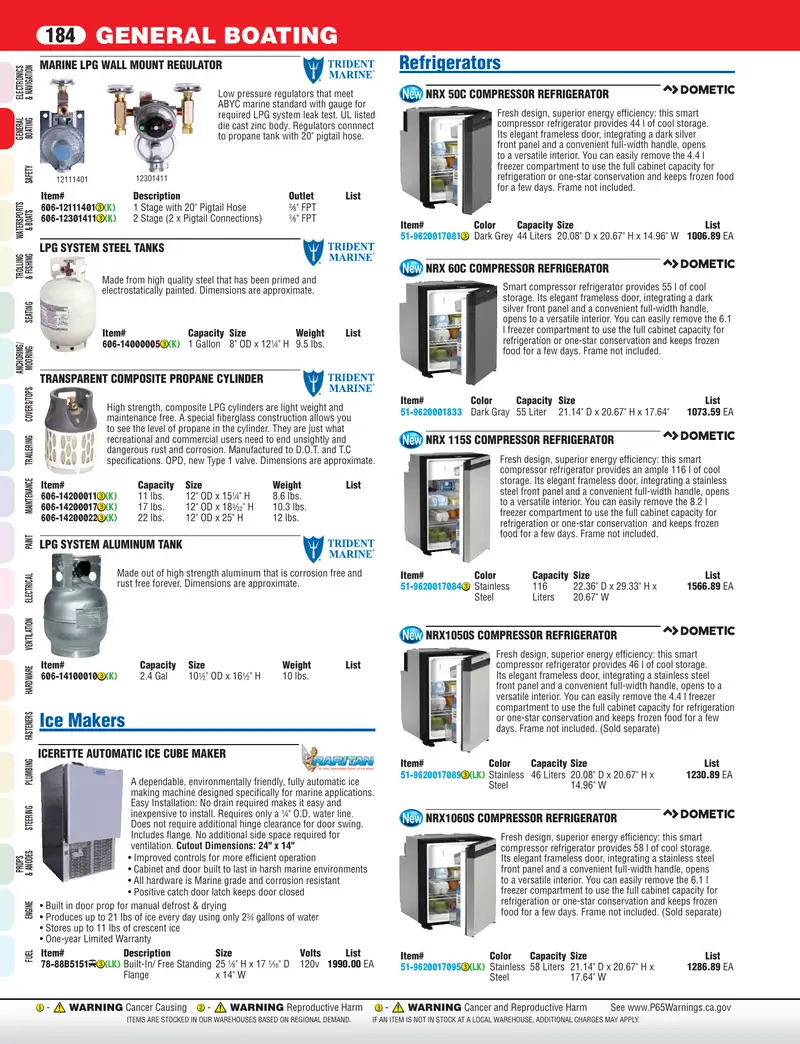 184 GENERAL BOATING
ELECTRONICS
& NAVIGATION
GENERAL
BOATING
SAFETY
WATERSPORTS
& BOATS
TROLLING
& FISHING
SEATING
ANCHORING/
MOORING
COVERS/TOPS
TRAILERING
MAINTENANCE
PAINT
ELECTRICAL
VENTILATION
HARDWARE
FASTENERS
PLUMBING
STEERING
PROPS
& ANODES
ENGINE
FUEL
MARINE LPG WALL MOUNT REGULATOR
TRIDENT
MARINE
Low pressure regulators that meet
ABYC marine standard with gauge for
required LPG system leak test. UL listed
die cast zinc body. Regulators connnect
to propane tank with 20" pigtail hose.
12111401
12301411
Item# Description Outlet List
606-12111401 3 (K) 1 Stage with 20" Pigtail Hose ⅜" FPT
606-12301411 3 (K) 2 Stage (2 x Pigtail Connections) ⅜" FPT
LPG SYSTEM STEEL TANKS
TRIDENT
MARINE
Made from high quality steel that has been primed and
electrostatically painted. Dimensions are approximate.
Item# Capacity Size Weight List
606-14000005 3 (K) 1 Gallon 8" OD x 12¼" H 9.5 lbs.
TRANSPARENT COMPOSITE PROPANE CYLINDER
TRIDENT
MARINE
High strength, composite LPG cylinders are light weight and
maintenance free. A special fiberglass construction allows you
to see the level of propane in the cylinder. They are just what
recreational and commercial users need to end unsightly and
dangerous rust and corrosion. Manufactured to D.O.T. and T.C
specifications. OPD, new Type 1 valve. Dimensions are approximate.
Item# Capacity Size Weight List
606-14200011 3 (K) 11 lbs. 12" OD x 15¼" H 8.6 lbs.
606-14200017 3 (K) 17 lbs. 12" OD x 18 H 10.3 lbs.
606-14200022 3 (K) 22 lbs. 12" OD x 25" H 12 lbs.
LPG SYSTEM ALUMINUM TANK
TRIDENT
MARINE
Made out of high strength aluminum that is corrosion free and
rust free forever. Dimensions are approximate.
Item# Capacity Size Weight List
606-14100010 3 (K) 2.4 Gal 10½" OD x 16½" H 10 lbs.
Ice Makers
ICERETTE AUTOMATIC ICE CUBE MAKER
RARITAN
A dependable, environmentally friendly, fully automatic ice
making machine designed specifically for marine applications.
Easy Installation: No drain required makes it easy and
inexpensive to install. Requires only a ¼" O.D. water line.
Does not require additional hinge clearance for door swing.
Includes flange. No additional side space required for
ventilation. Cutout Dimensions: 24" x 14"
• Improved controls for more efficient operation
• Cabinet and door built to last in harsh marine environments
• All hardware is Marine grade and corrosion resistant
• Positive catch door latch keeps door closed
• Built in door prop for manual defrost & drying
• Produces up to 21 lbs of ice every day using only 2¾ gallons of water
• Stores up to 11 lbs of crescent ice
• One-year Limited Warranty
Item# Description Size Volts List
78-88B5151 3 (LK) Built-In/ Free Standing 25 ⅛" H x 17 D 120v 1990.00 EA
Flange x 14" W
Refrigerators
New NRX 50C COMPRESSOR REFRIGERATOR
DOMETIC
Fresh design, superior energy efficiency: this smart
compressor refrigerator provides 44 l of cool storage.
Its elegant frameless door, integrating a dark silver
front panel and a convenient full-width handle, opens
to a versatile interior. You can easily remove the 4.4 l
freezer compartment to use the full cabinet capacity for
refrigeration or one-star conservation and keeps frozen food
for a few days. Frame not included.
Item# Color Capacity Size List
51-9620017081 3 Dark Grey 44 Liters 20.08" D x 20.67" H x 14.96" W 1006.89 EA
New NRX 60C COMPRESSOR REFRIGERATOR
DOMETIC
Smart compressor refrigerator provides 55 l of cool
storage. Its elegant frameless door, integrating a dark
silver front panel and a convenient full-width handle,
opens to a versatile interior. You can easily remove the 6.1
l freezer compartment to use the full cabinet capacity for
refrigeration or one-star conservation and keeps frozen
food for a few days. Frame not included.
Item# Color Capacity Size List
51-9620001833 Dark Gray 55 Liter 21.14" D x 20.67" H x 17.64" 1073.59 EA
New NRX 115S COMPRESSOR REFRIGERATOR
DOMETIC
Fresh design, superior energy efficiency: this smart
compressor refrigerator provides an ample 116 l of cool
storage. Its elegant frameless door, integrating a stainless
steel front panel and a convenient full-width handle, opens
to a versatile interior. You can easily remove the 8.2 l
freezer compartment to use the full cabinet capacity for
refrigeration or one-star conservation and keeps frozen
food for a few days. Frame not included.
Item# Color Capacity Size List
51-9620017084 3 Stainless 116 22.36" D x 29.33" H x 1566.89 EA
Steel Liters 20.67" W
New NRX1050S COMPRESSOR REFRIGERATOR
DOMETIC
Fresh design, superior energy efficiency: this smart
compressor refrigerator provides 46 l of cool storage.
Its elegant frameless door, integrating a stainless steel
front panel and a convenient full-width handle, opens to a
versatile interior. You can easily remove the 4.4 l freezer
compartment to use the full cabinet capacity for refrigeration
or one-star conservation and keeps frozen food for a few
days. Frame not included. (Sold separate)
Item# Color Capacity Size List
51-9620017089 3 (LK) Stainless 46 Liters 20.08" D x 20.67" H x 1230.89 EA
Steel 14.96" W
New NRX1060S COMPRESSOR REFRIGERATOR
DOMETIC
Fresh design, superior energy efficiency: this smart
compressor refrigerator provides 58 l of cool storage.
Its elegant frameless door, integrating a stainless steel
front panel and a convenient full-width handle, opens
to a versatile interior. You can easily remove the 6.1 l
freezer compartment to use the full cabinet capacity for
refrigeration or one-star conservation and keeps frozen
food for a few days. Frame not included. (Sold separate)
Item# Color Capacity Size List
51-9620017095 3 (LK) Stainless 58 Liters 21.14" D x 20.67" H x 1286.89 EA
Steel 17.64" W
1 - WARNING Cancer Causing 2 - WARNING Reproductive Harm 3 - WARNING Cancer and Reproductive Harm See www.P65Warnings.ca.gov
ITEMS ARE STOCKED IN OUR WAREHOUSES BASED ON REGIONAL DEMAND. IF AN ITEM IS NOT IN STOCK AT A LOCAL WAREHOUSE, ADDITIONAL CHARGES MAY APPLY.